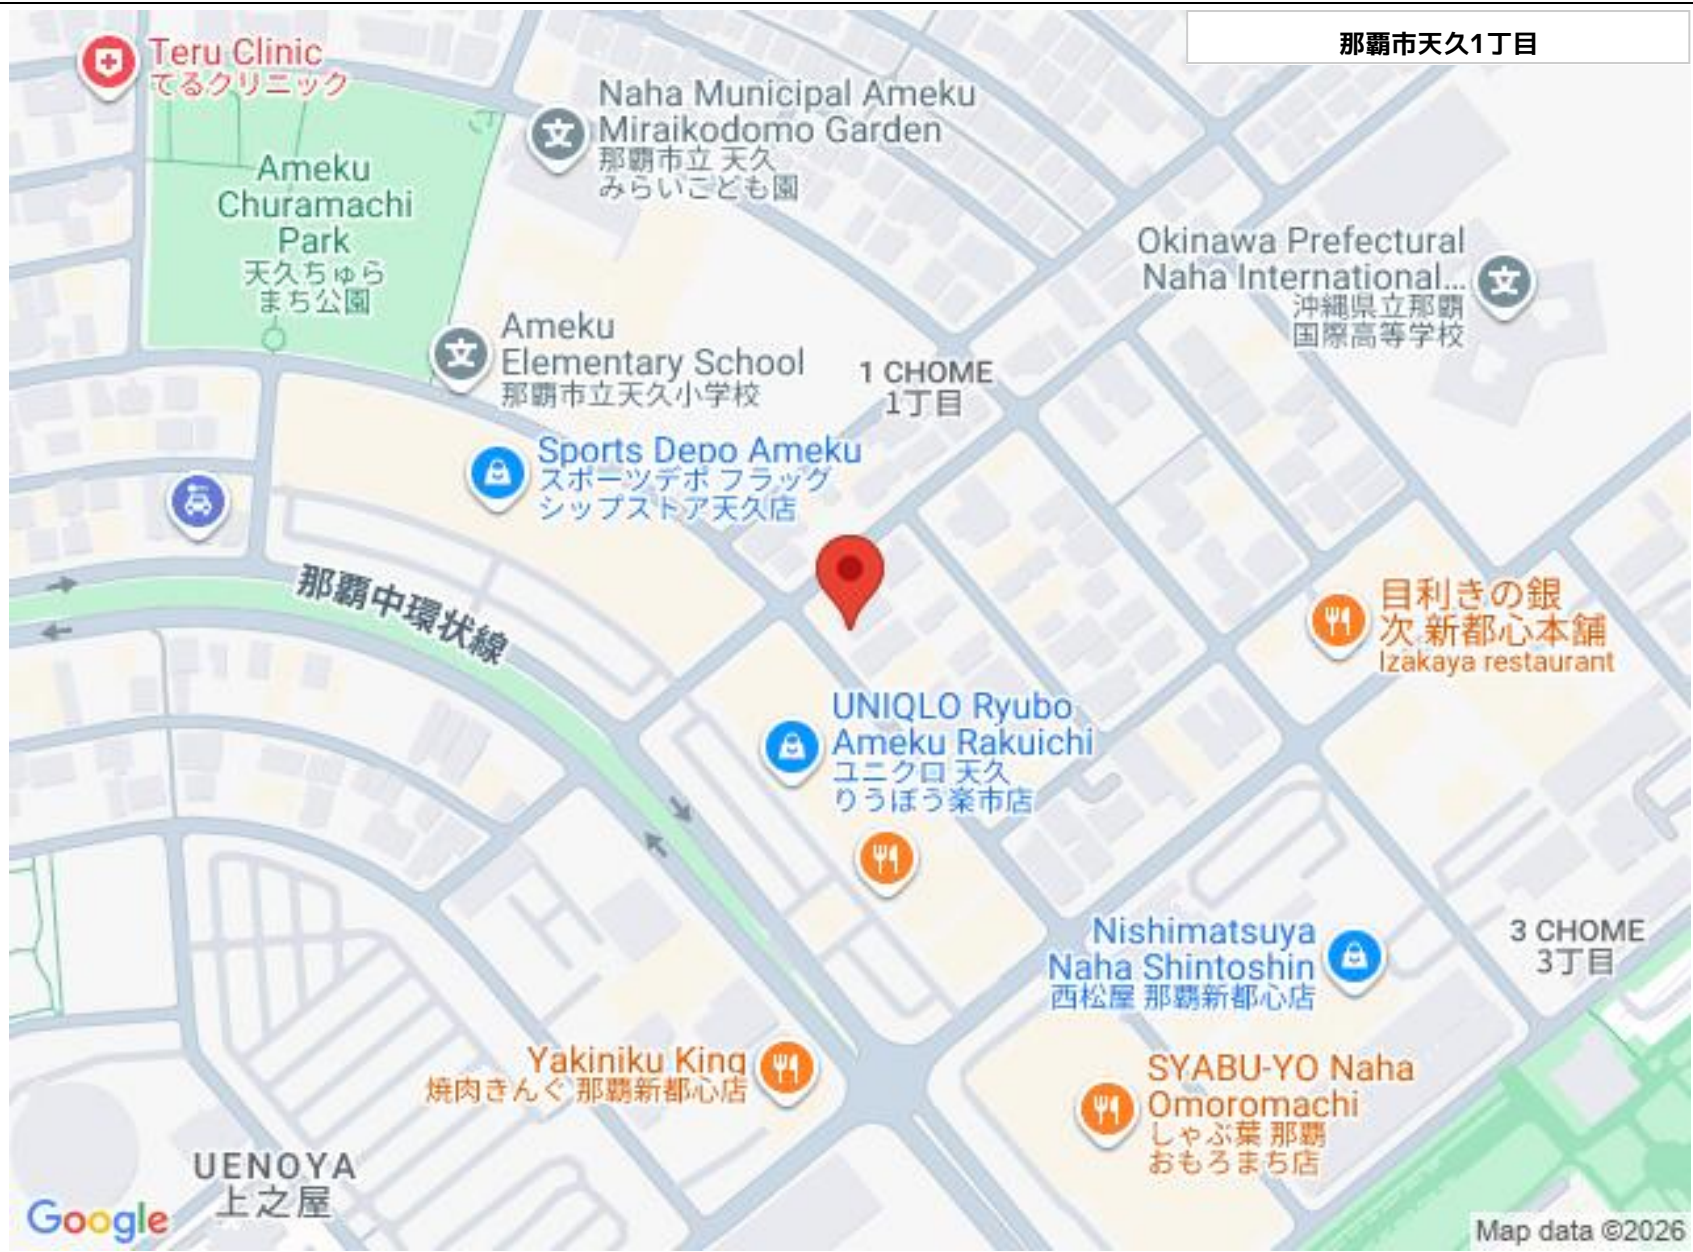 那覇市天久1丁目
Teru Clinic
てるクリニック
Naha Municipal Ameku
Miraikodomo Garden
那覇市立 天久
みらいこども園
Ameku
Churamachi
Park
天久ちゅら
まち公園
Okinawa Prefectural
Naha International...
沖縄県立那覇
国際高等学校
Ameku
Elementary School
那覇市立天久小学校
1 CHOME
1丁目
Sports Depo Ameku
スポーツデポ フラッグ
シップストア天久店
那覇中環状線
目利きの銀
次 新都心本舗
Izakaya restaurant
UNIQLO Ryubo
Ameku Rakuichi
ユニクロ 天久
りうぼう楽市店
Nishimatsuya
Naha Shintoshin
西松屋 那覇新都心店
3 CHOME
3丁目
Yakiniku King
焼肉きんぐ 那覇新都心店
SYABU-YO Naha
Omoromachi
しゃぶ葉 那覇
おもろまち店
UENOYA
上之屋
Google
Map data ©2026